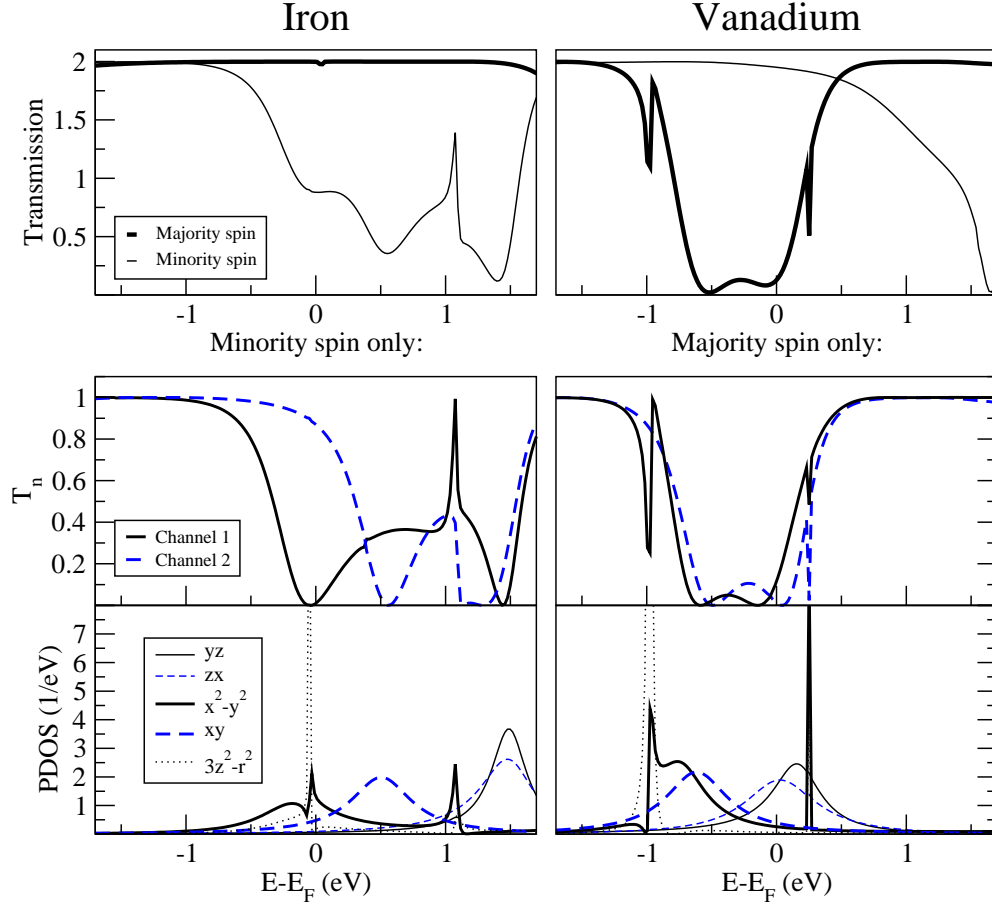 Iron
Vanadium
Transmission
2
1.5
1
0.5
Majority spin
Minority spin
-1
0
1
-1
0
1
Minority spin only:
Majority spin only:
T_n
1
0.8
0.6
0.4
0.2
Channel 1
Channel 2
PDOS (1/eV)
7
6
5
4
3
2
1
yz
zx
x²-y²
xy
3z²-r²
-1
0
1
-1
0
1
E-E_F (eV)
E-E_F (eV)